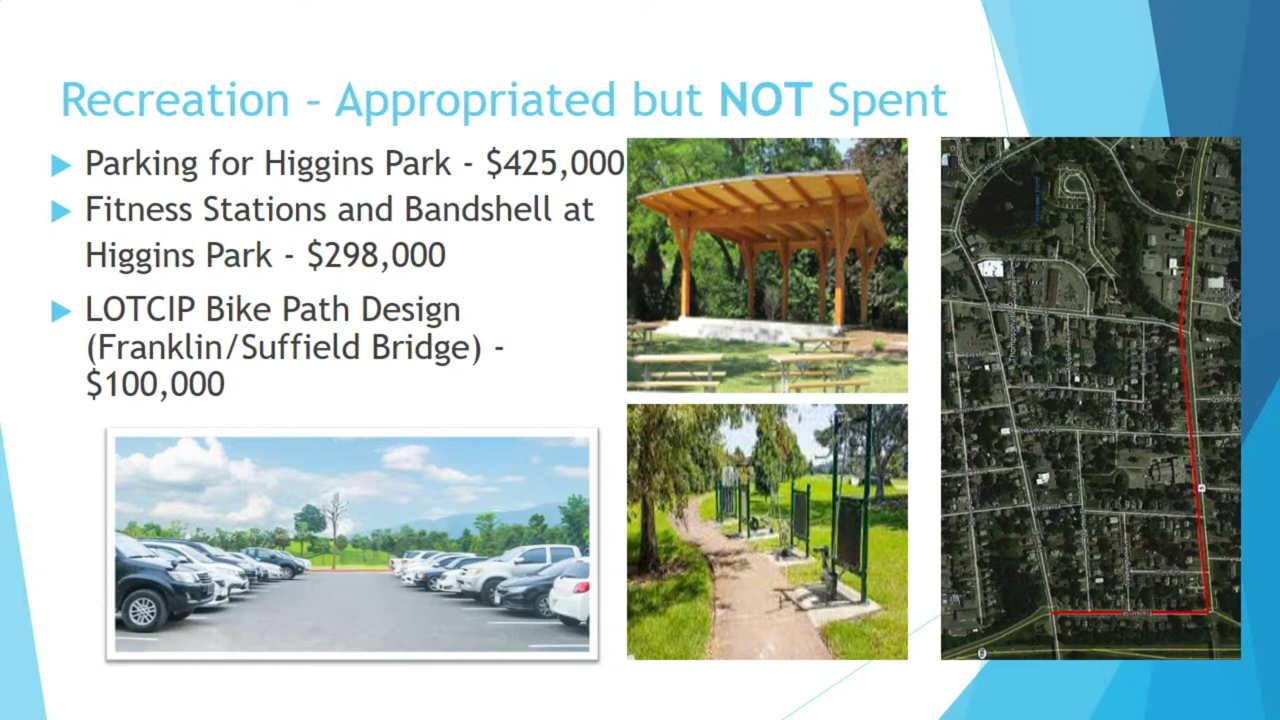 Recreation – Appropriated but NOT Spent
Parking for Higgins Park - $425,000
Fitness Stations and Bandshell at
Higgins Park - $298,000
LOTCIP Bike Path Design
(Franklin/Suffield Bridge) -
$100,000